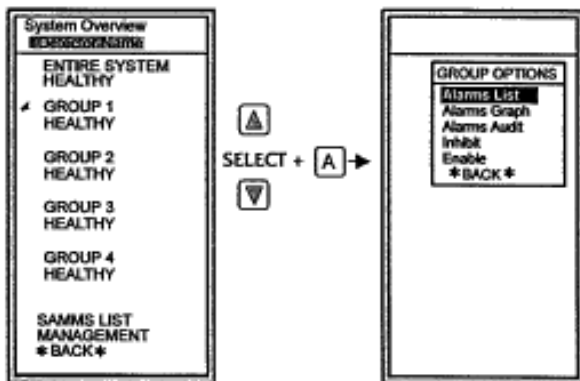 System Overview
DetectorName
ENTIRE SYSTEM
HEALTHY
GROUP 1
HEALTHY
GROUP 2
HEALTHY
GROUP 3
HEALTHY
GROUP 4
HEALTHY
SAMMS LIST
MANAGEMENT
*BACK*
SELECT + A
GROUP OPTIONS
Alarms List
Alarms Graph
Alarms Audit
Inhibit
Enable
*BACK*